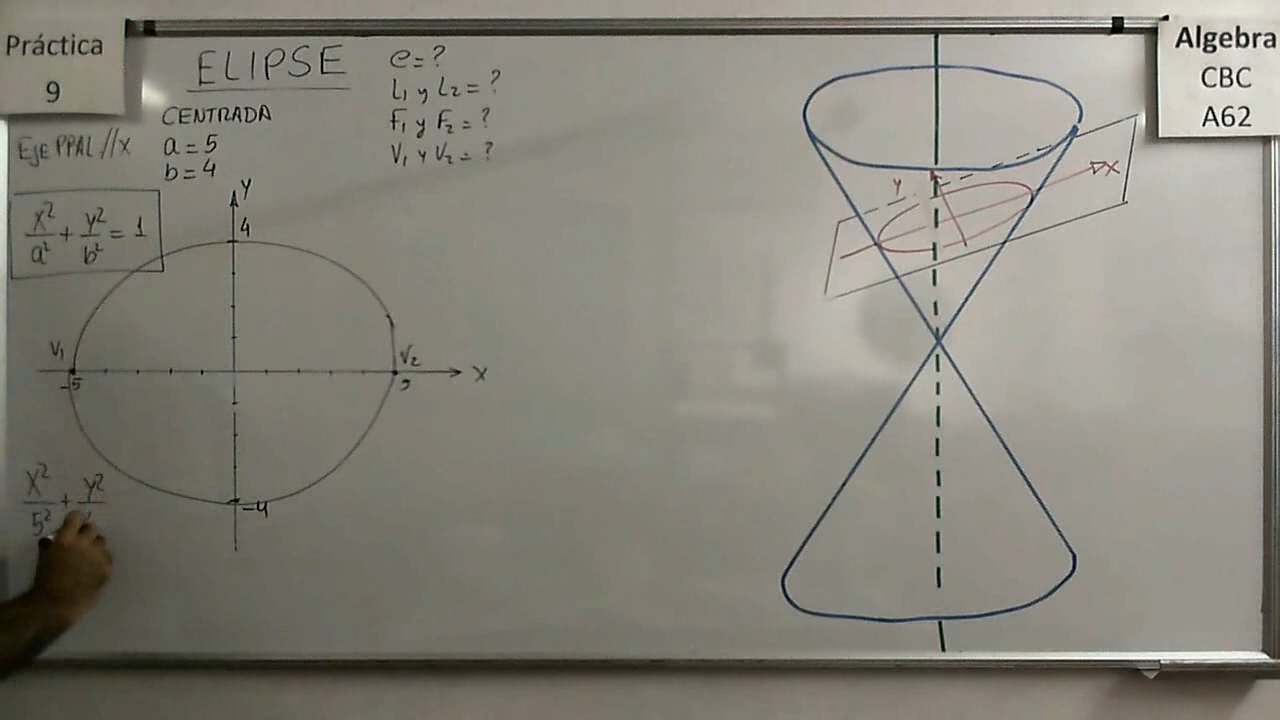 Práctica
9
Algebra
CBC
A62
ELIPSE
CENTRADA
Eje PPAL // X
a = 5
b = 4
e = ?
L₁ y L₂ = ?
F₁ y F₂ = ?
V₁ y V₂ = ?
x²/a² + y²/b² = 1
y
4
V₁
V₂
-5
5
x
-4
x²/5² + y²/
y
x